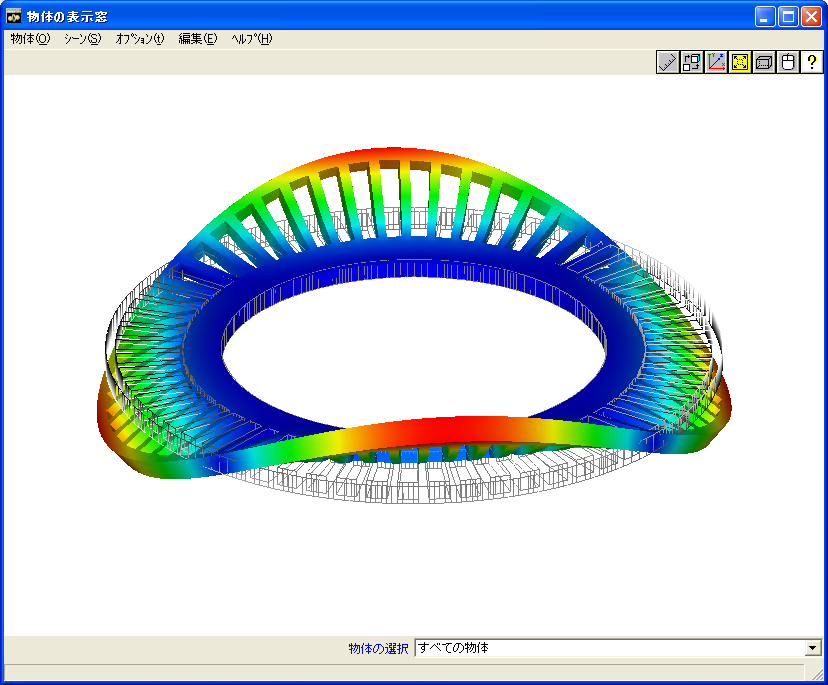 物体の表示窓
物体(O) シーン(S) オプション(t) 編集(E) ヘルプ(H)
?
物体の選択 すべての物体